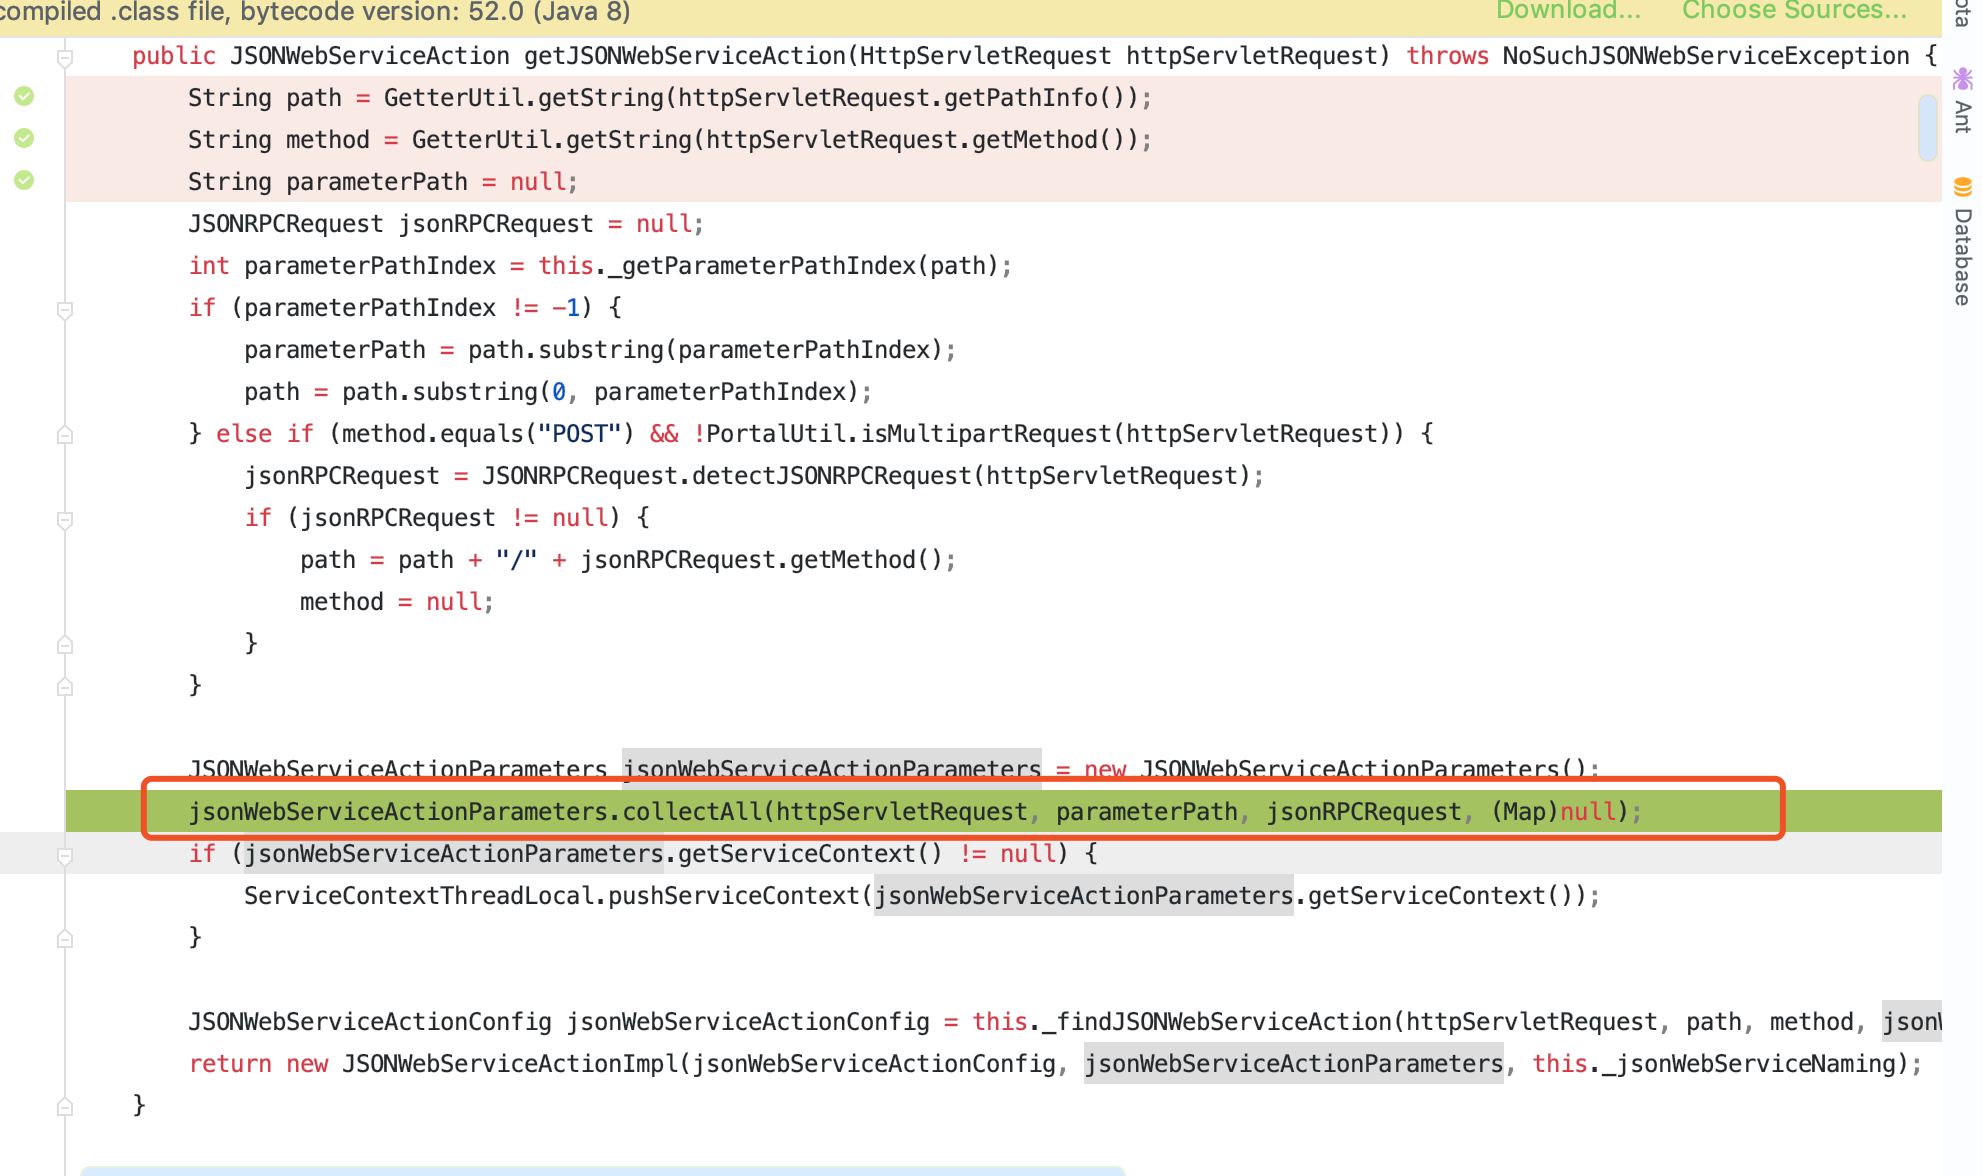 compiled .class file, bytecode version: 52.0 (Java 8) Download... Choose Sources...
public JSONWebServiceAction getJSONWebServiceAction(HttpServletRequest httpServletRequest) throws NoSuchJSONWebServiceException {
String path = GetterUtil.getString(httpServletRequest.getPathInfo());
String method = GetterUtil.getString(httpServletRequest.getMethod());
String parameterPath = null;
JSONRPCRequest jsonRPCRequest = null;
int parameterPathIndex = this._getParameterPathIndex(path);
if (parameterPathIndex != -1) {
parameterPath = path.substring(parameterPathIndex);
path = path.substring(0, parameterPathIndex);
} else if (method.equals("POST") && !PortalUtil.isMultipartRequest(httpServletRequest)) {
jsonRPCRequest = JSONRPCRequest.detectJSONRPCRequest(httpServletRequest);
if (jsonRPCRequest != null) {
path = path + "/" + jsonRPCRequest.getMethod();
method = null;
}
}
JSONWebServiceActionParameters jsonWebServiceActionParameters = new JSONWebServiceActionParameters();
jsonWebServiceActionParameters.collectAll(httpServletRequest, parameterPath, jsonRPCRequest, (Map)null);
if (jsonWebServiceActionParameters.getServiceContext() != null) {
ServiceContextThreadLocal.pushServiceContext(jsonWebServiceActionParameters.getServiceContext());
}
JSONWebServiceActionConfig jsonWebServiceActionConfig = this._findJSONWebServiceAction(httpServletRequest, path, method, json
return new JSONWebServiceActionImpl(jsonWebServiceActionConfig, jsonWebServiceActionParameters, this._jsonWebServiceNaming);
}
ota
Ant
Database